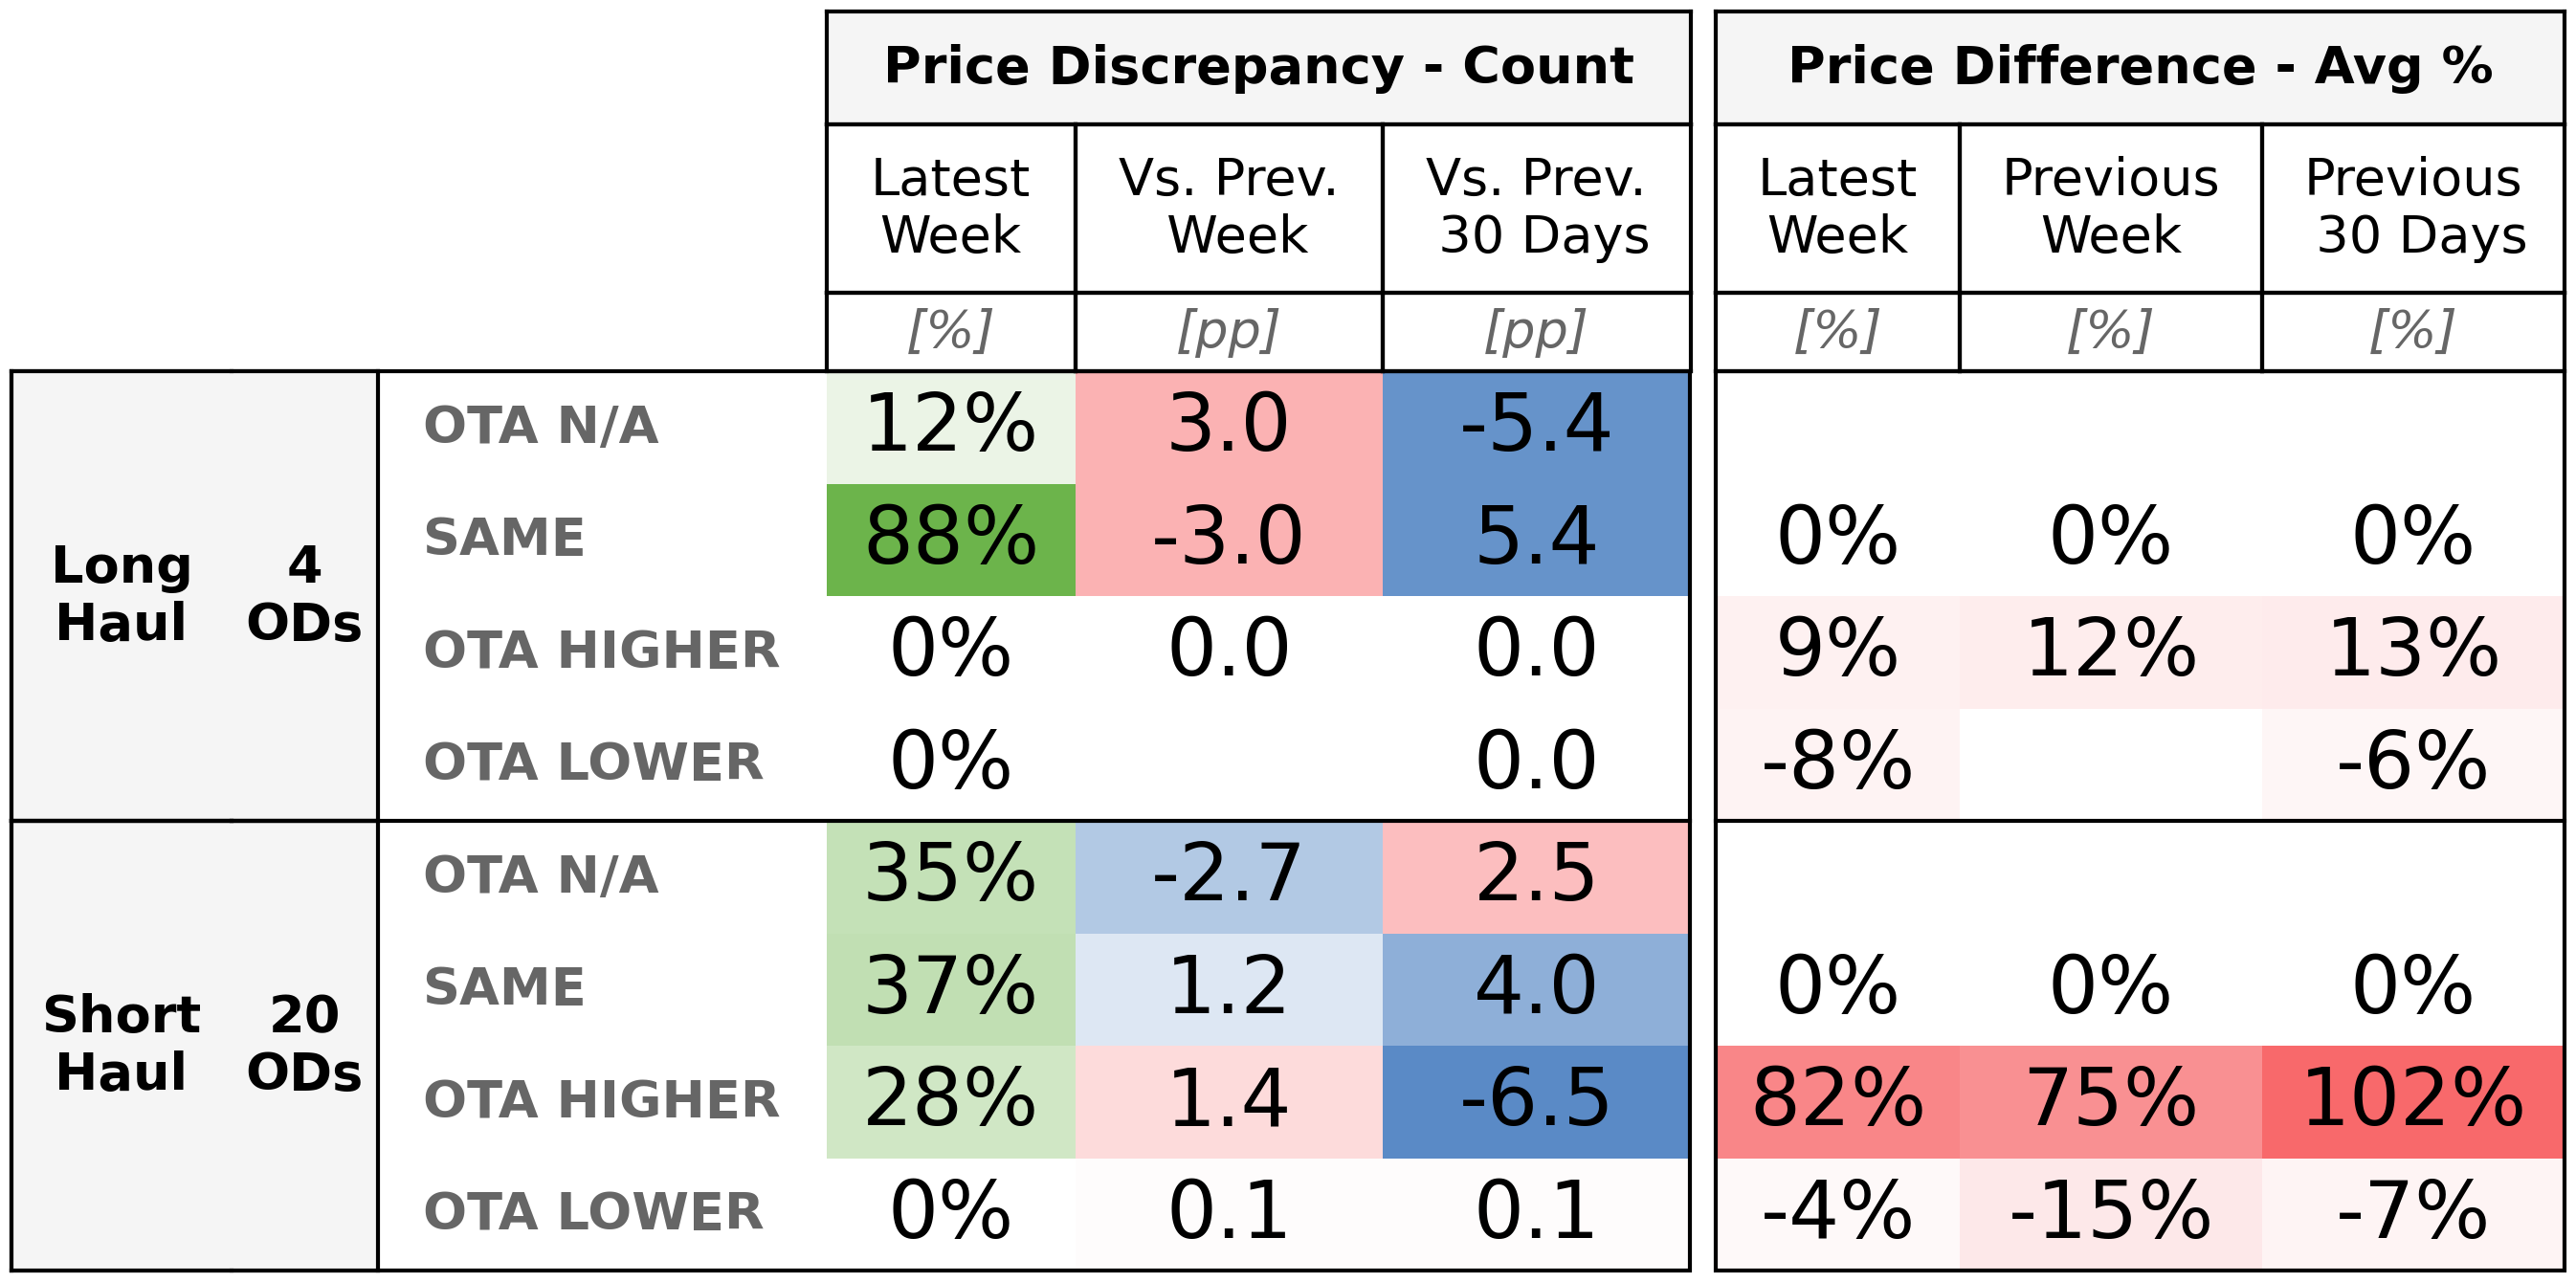 Price Discrepancy - Count Price Difference - Avg %
Latest Week Vs. Prev. Week Vs. Prev. 30 Days Latest Week Previous Week Previous 30 Days
[%] [pp] [pp] [%] [%] [%]
Long Haul 4 ODs
OTA N/A 12% 3.0 -5.4
SAME 88% -3.0 5.4 0% 0% 0%
OTA HIGHER 0% 0.0 0.0 9% 12% 13%
OTA LOWER 0% 0.0 -8% -6%
Short Haul 20 ODs
OTA N/A 35% -2.7 2.5
SAME 37% 1.2 4.0 0% 0% 0%
OTA HIGHER 28% 1.4 -6.5 82% 75% 102%
OTA LOWER 0% 0.1 0.1 -4% -15% -7%